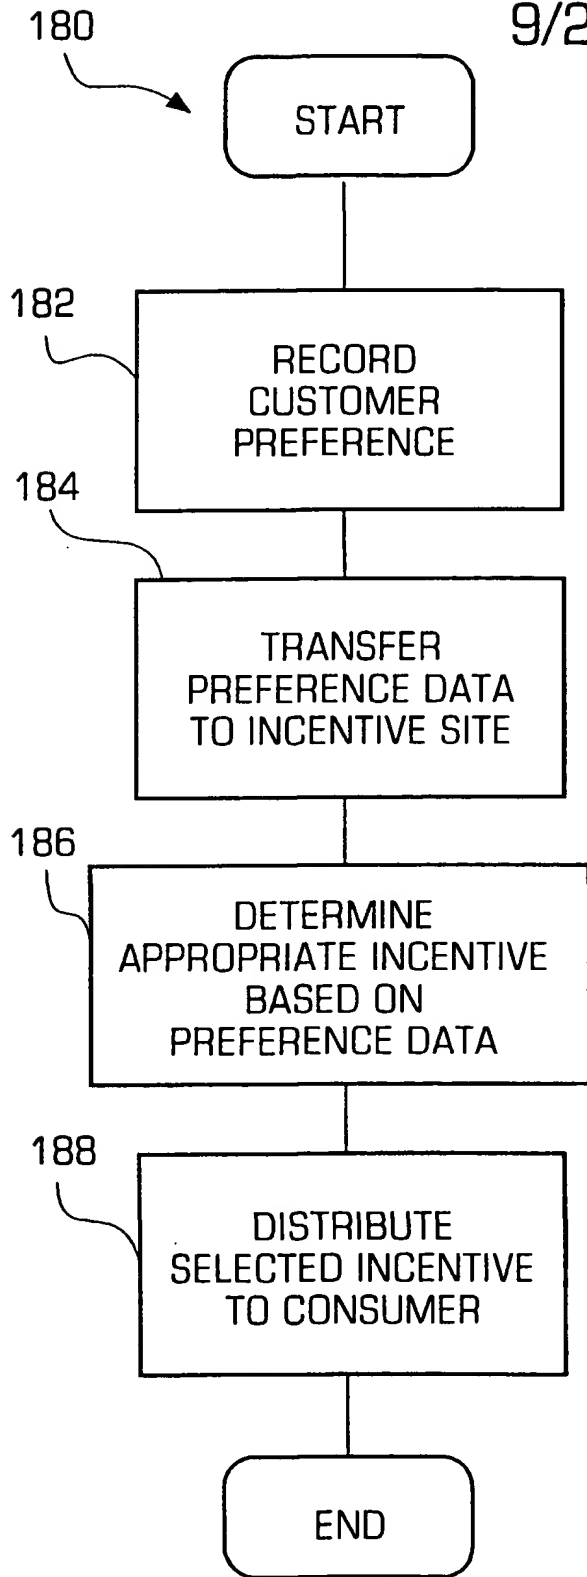 180
9/2
START
182
RECORD
CUSTOMER
PREFERENCE
184
TRANSFER
PREFERENCE DATA
TO INCENTIVE SITE
186
DETERMINE
APPROPRIATE INCENTIVE
BASED ON
PREFERENCE DATA
188
DISTRIBUTE
SELECTED INCENTIVE
TO CONSUMER
END